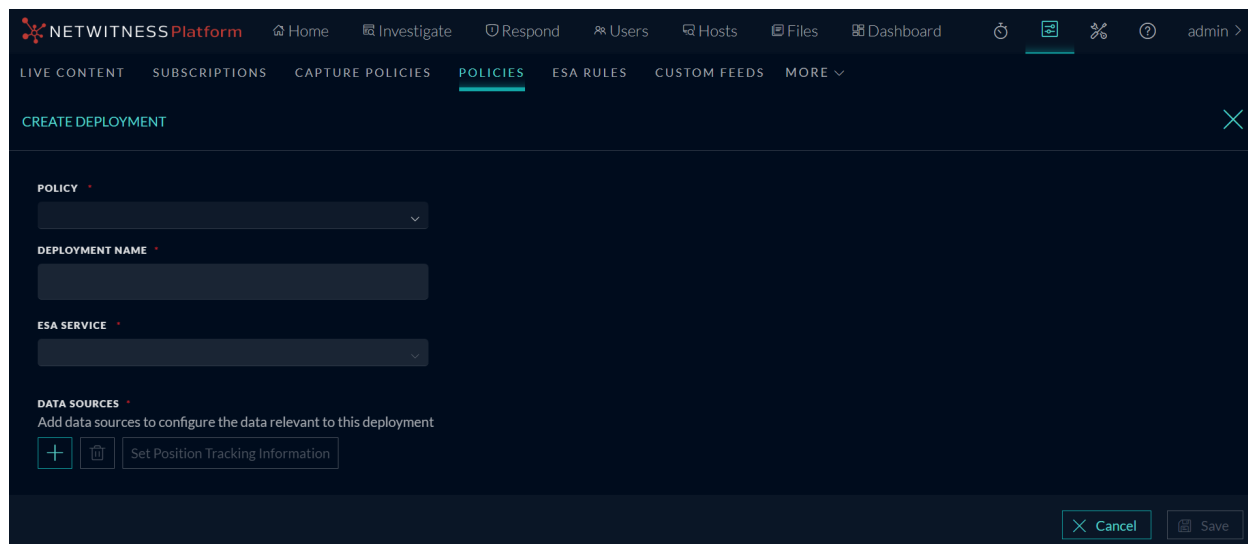 NETWITNESS Platform Home Investigate Respond Users Hosts Files Dashboard admin >
LIVE CONTENT SUBSCRIPTIONS CAPTURE POLICIES POLICIES ESA RULES CUSTOM FEEDS MORE
CREATE DEPLOYMENT
POLICY *
DEPLOYMENT NAME *
ESA SERVICE *
DATA SOURCES *
Add data sources to configure the data relevant to this deployment
Set Position Tracking Information
Cancel Save